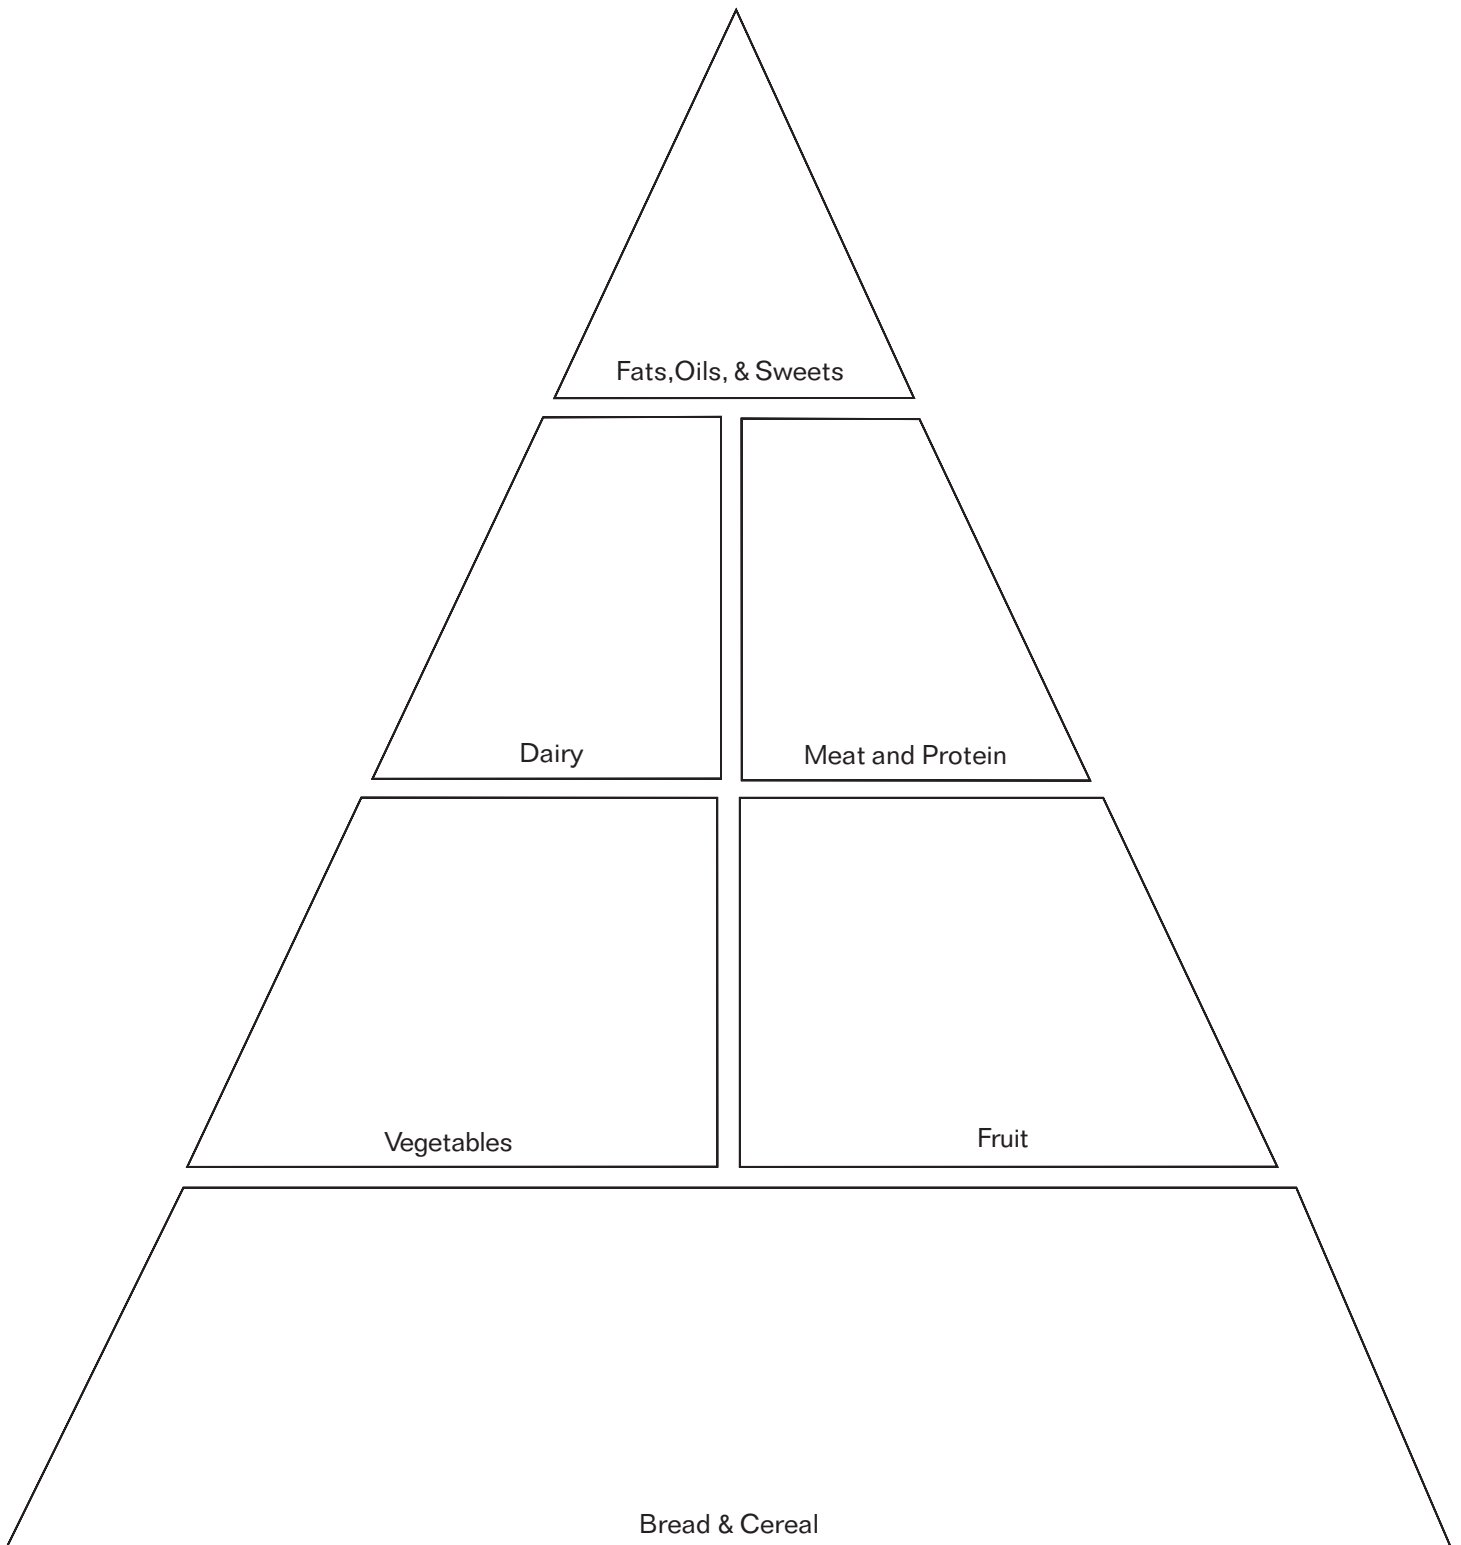 Fats,Oils, & Sweets
Dairy
Meat and Protein
Vegetables
Fruit
Bread & Cereal